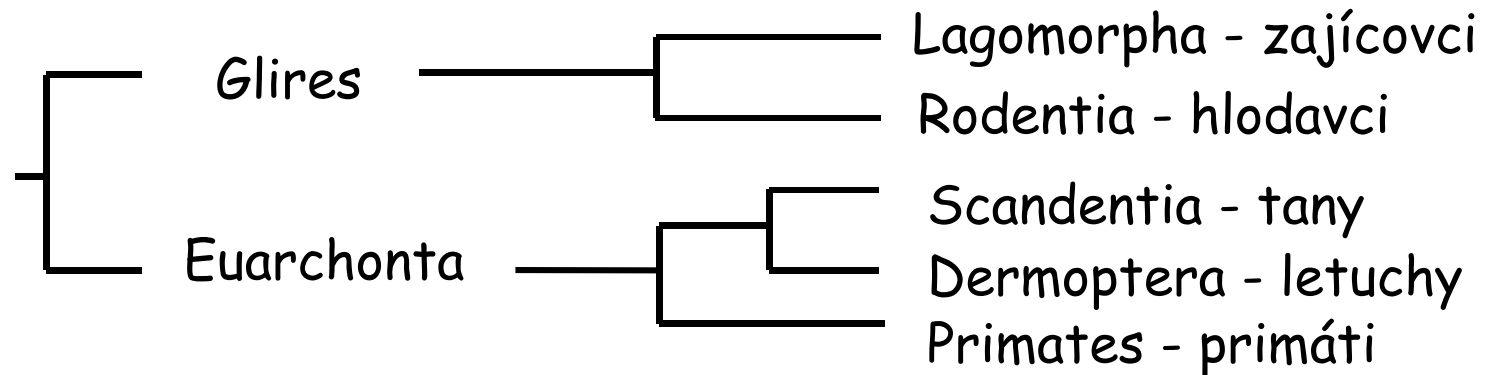 Glires
Lagomorpha - zajícovci
Rodentia - hlodavci
Euarchonta
Scandentia - tany
Dermoptera - letuchy
Primates - primáti